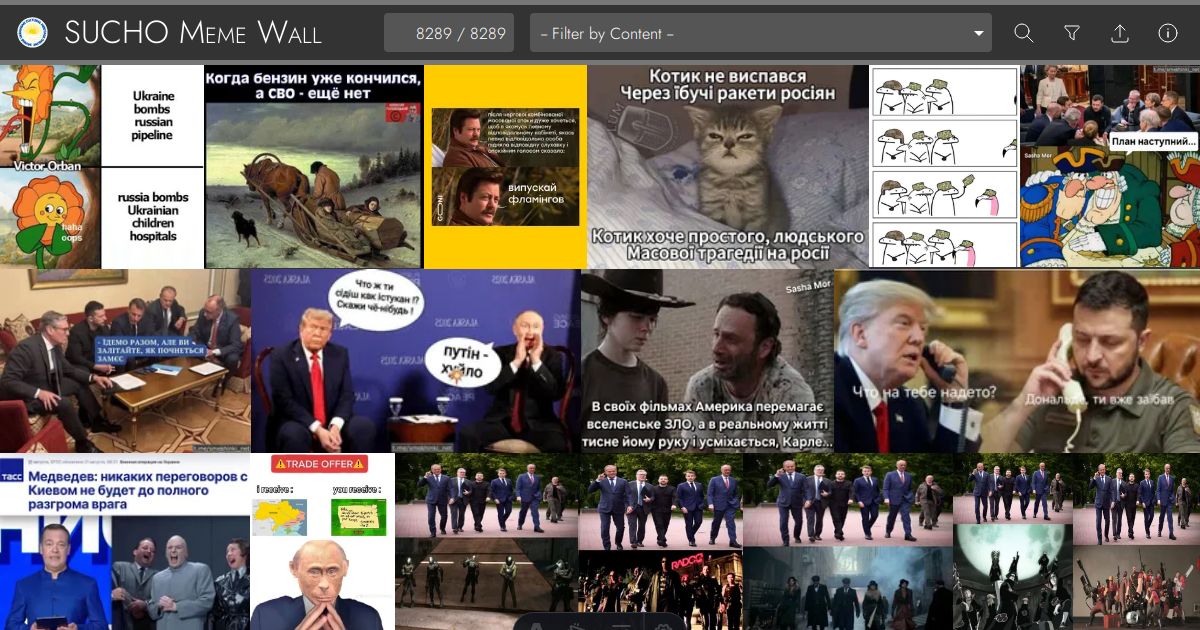 SUCHO Meme Wall
8289 / 8289
– Filter by Content –
Victor Orban
haha
oops
Ukraine
bombs
russian
pipeline
russia bombs
Ukrainian
children
hospitals
Когда бензин уже кончился,
а СВО - ещё нет
випускай
фламінгов
Котик не виспався
Через їбучі ракети росіян
Котик хоче простого, людського
Масової трагедії на росії
План наступний...
Sasha Mor
- ІДЕМО РАЗОМ, АЛЕ ВИ
ЗАЛІТАЙТЕ, ЯК ПОЧНЕТЬСЯ
ЗАМЕС
Что ж ти
сідіш как істукан !?
Скажи чё-нібудь !
ПУТІН -
ALASKA 2025
Sasha Mor
В своїх фільмах Америка перемагає
вселенське ЗЛО, а в реальному житті
тисне йому руку і усміхається, Карле...
Что на тебе надето?
Дональде, ти вже заїбав
ТАСС
Медведев: никаких переговоров с
Киевом не будет до полного
разгрома врага
TRADE OFFER
i receive:
you receive: